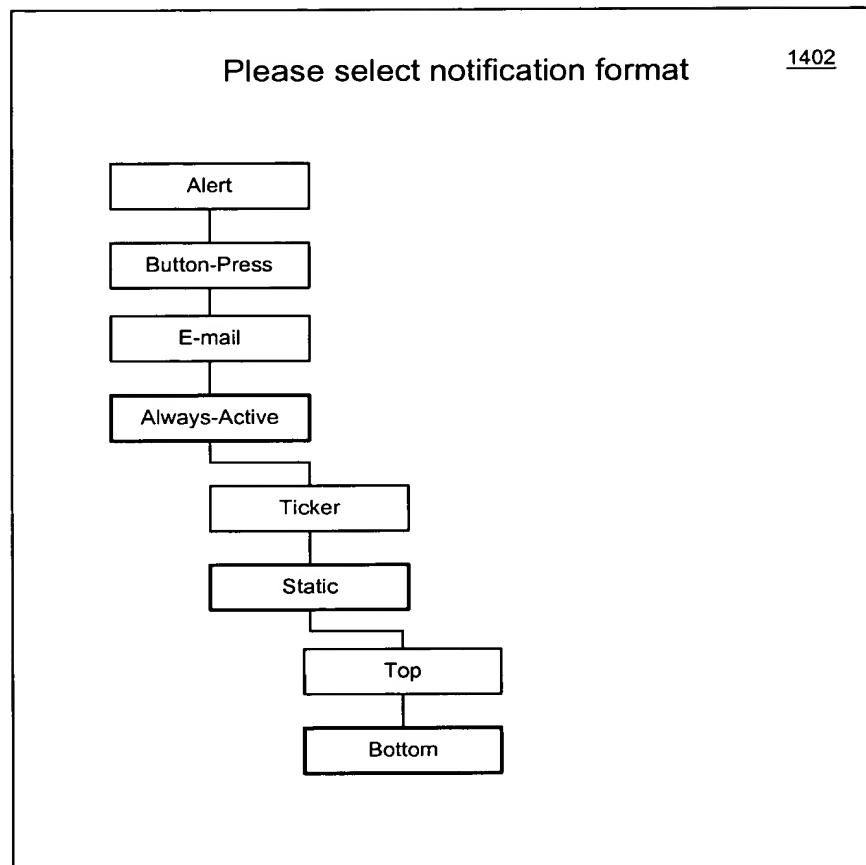 Please select notification format
1402
Alert
Button-Press
E-mail
Always-Active
Ticker
Static
Top
Bottom